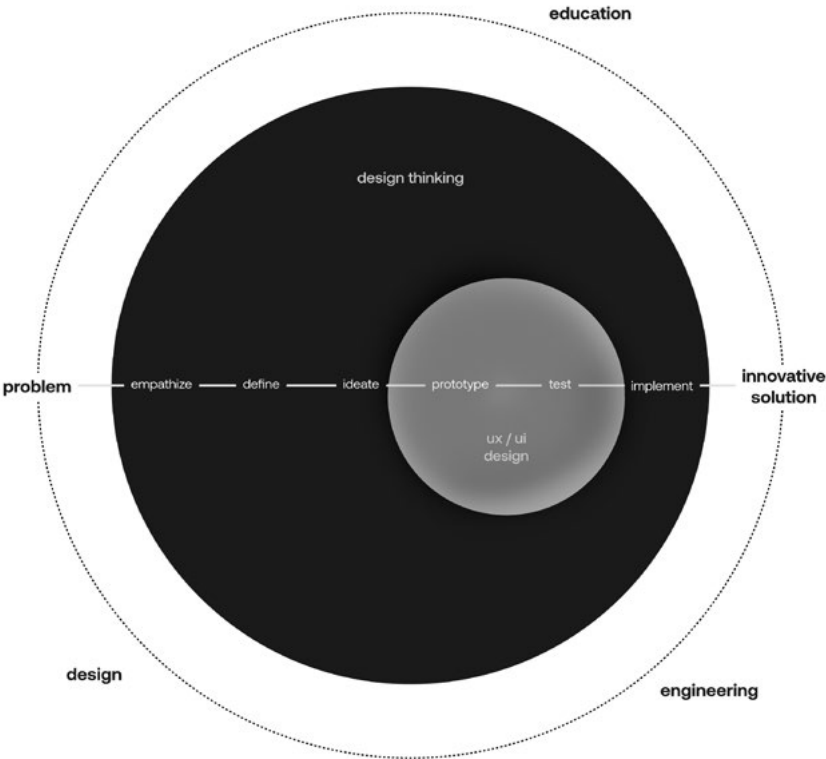 education
design thinking
problem
empathize
define
ideate
prototype
test
implement
innovative
solution
ux / ui
design
design
engineering